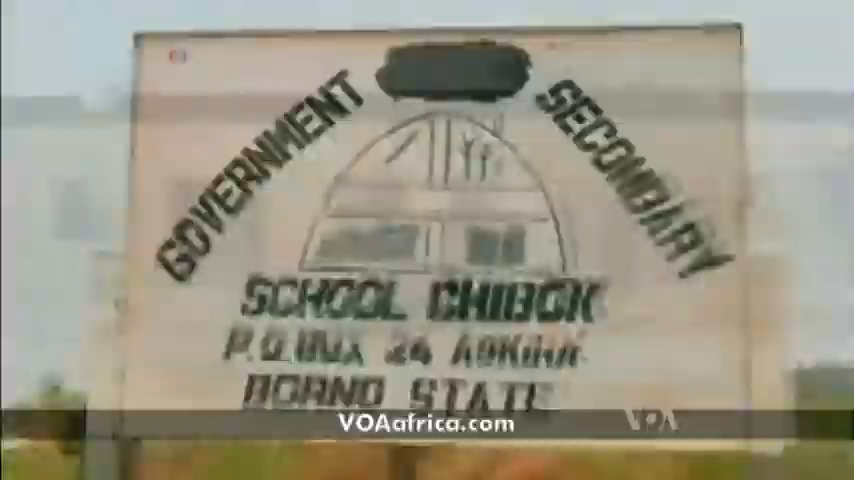 GOVERNMENT
SECONDARY
SCHOOL CHIBOK
P.O.BOX 24 ASKIRA
BORNO STATE
VOAafrica.com
VOA